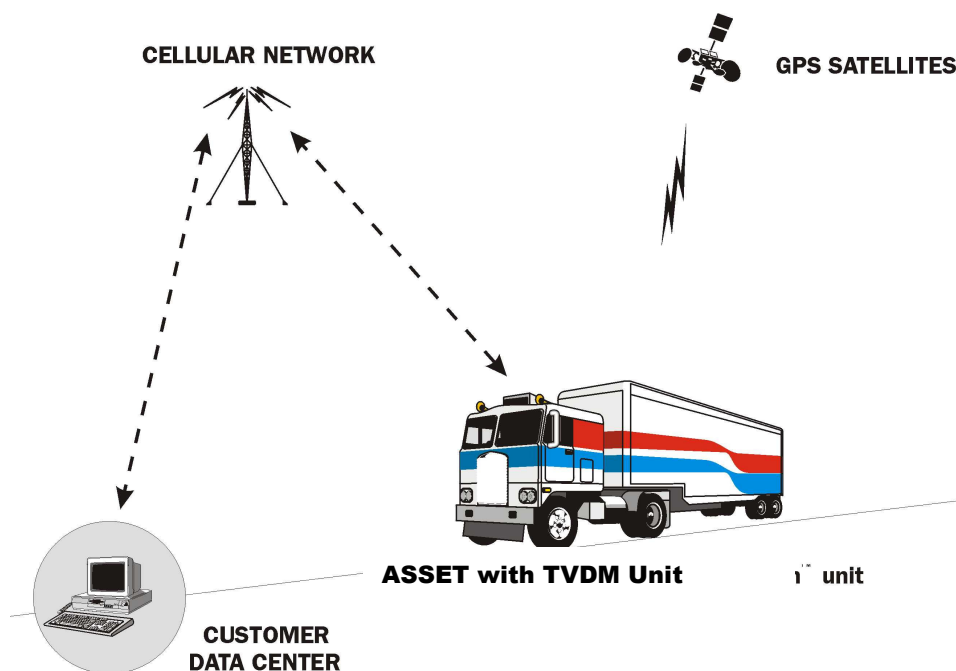 CELLULAR NETWORK
GPS SATELLITES
ASSET with TVDM Unit
unit
CUSTOMER
DATA CENTER